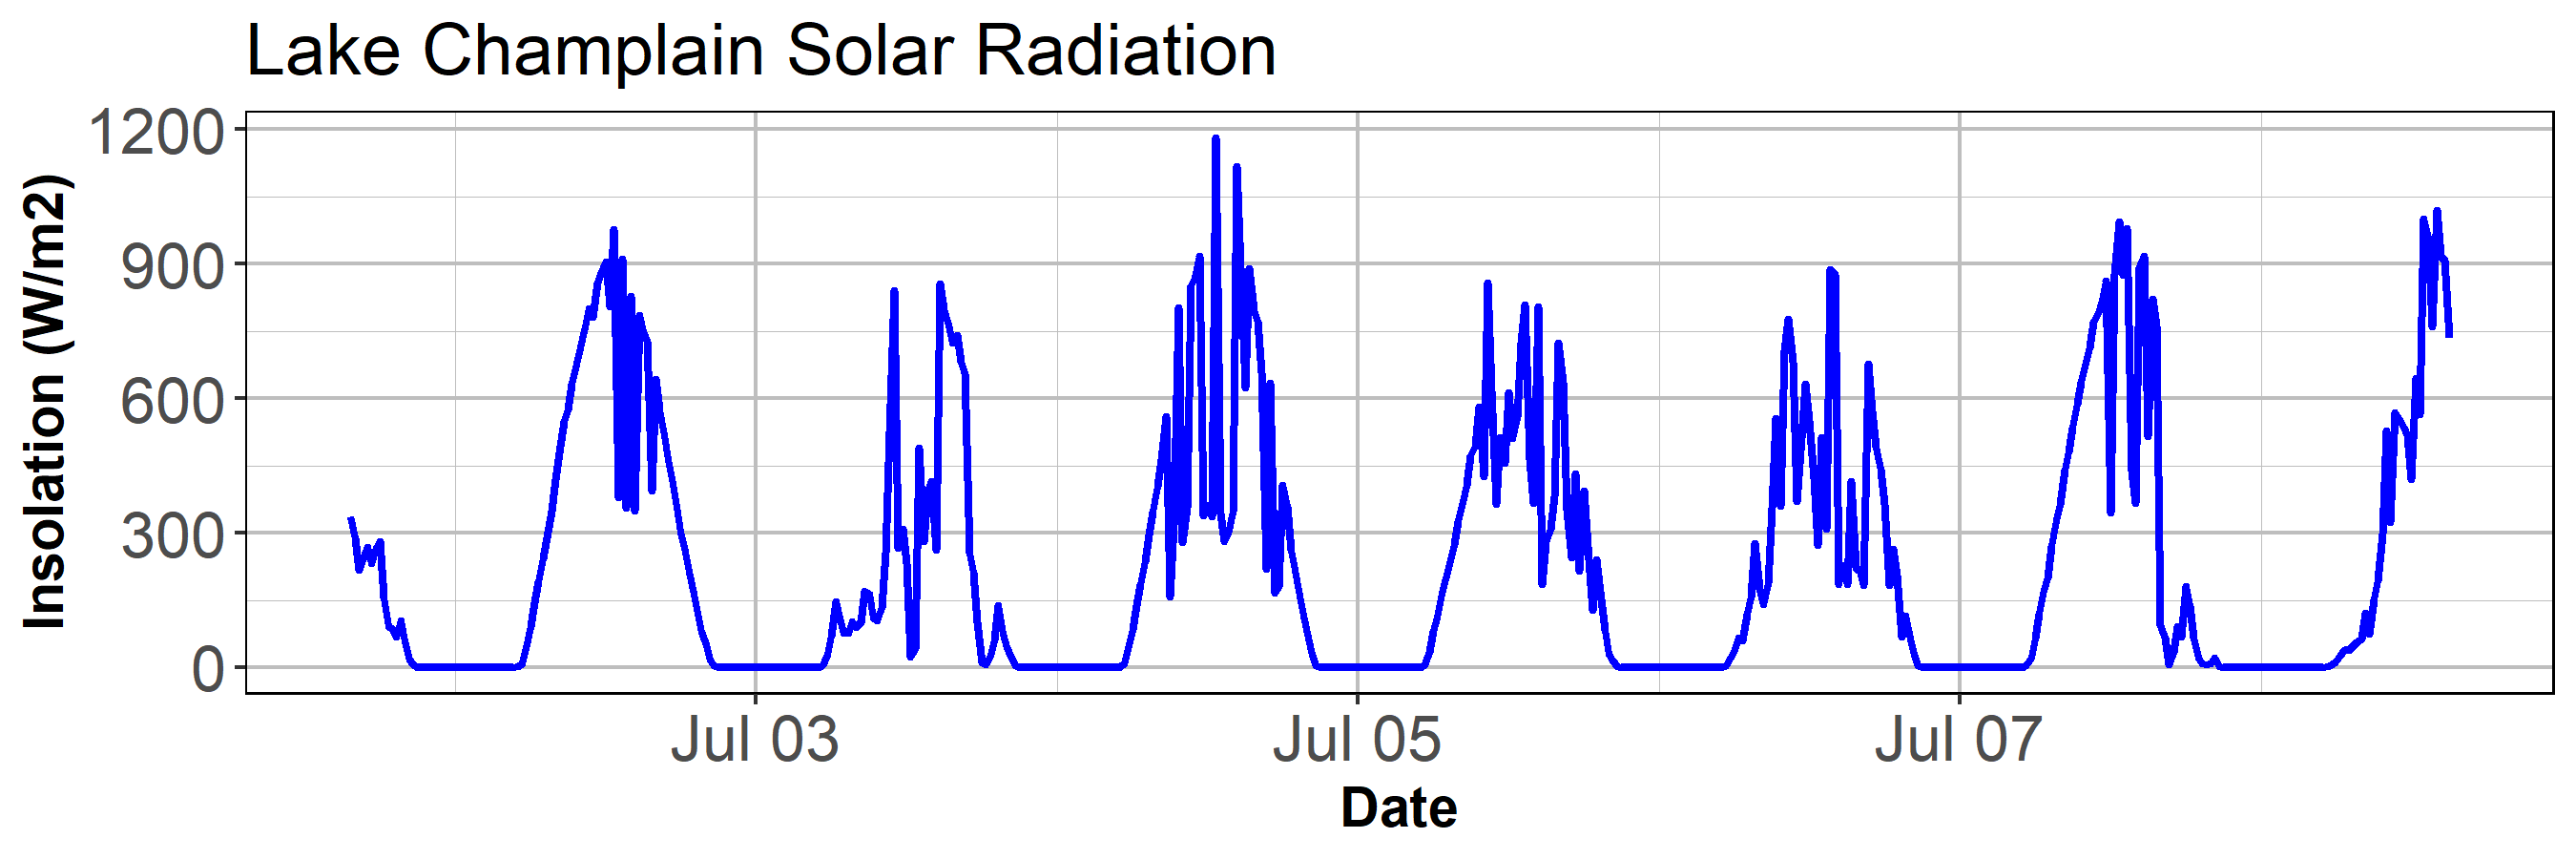 Lake Champlain Solar Radiation
Insolation (W/m2)
1200
900
600
300
0
Jul 03 Jul 05 Jul 07
Date